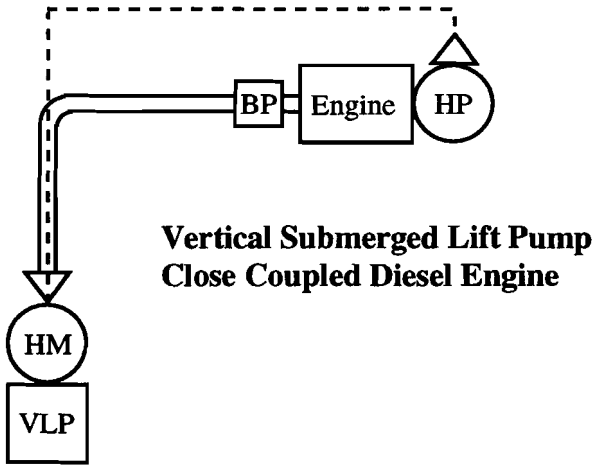 BP
Engine
HP
Vertical Submerged Lift Pump
Close Coupled Diesel Engine
HM
VLP